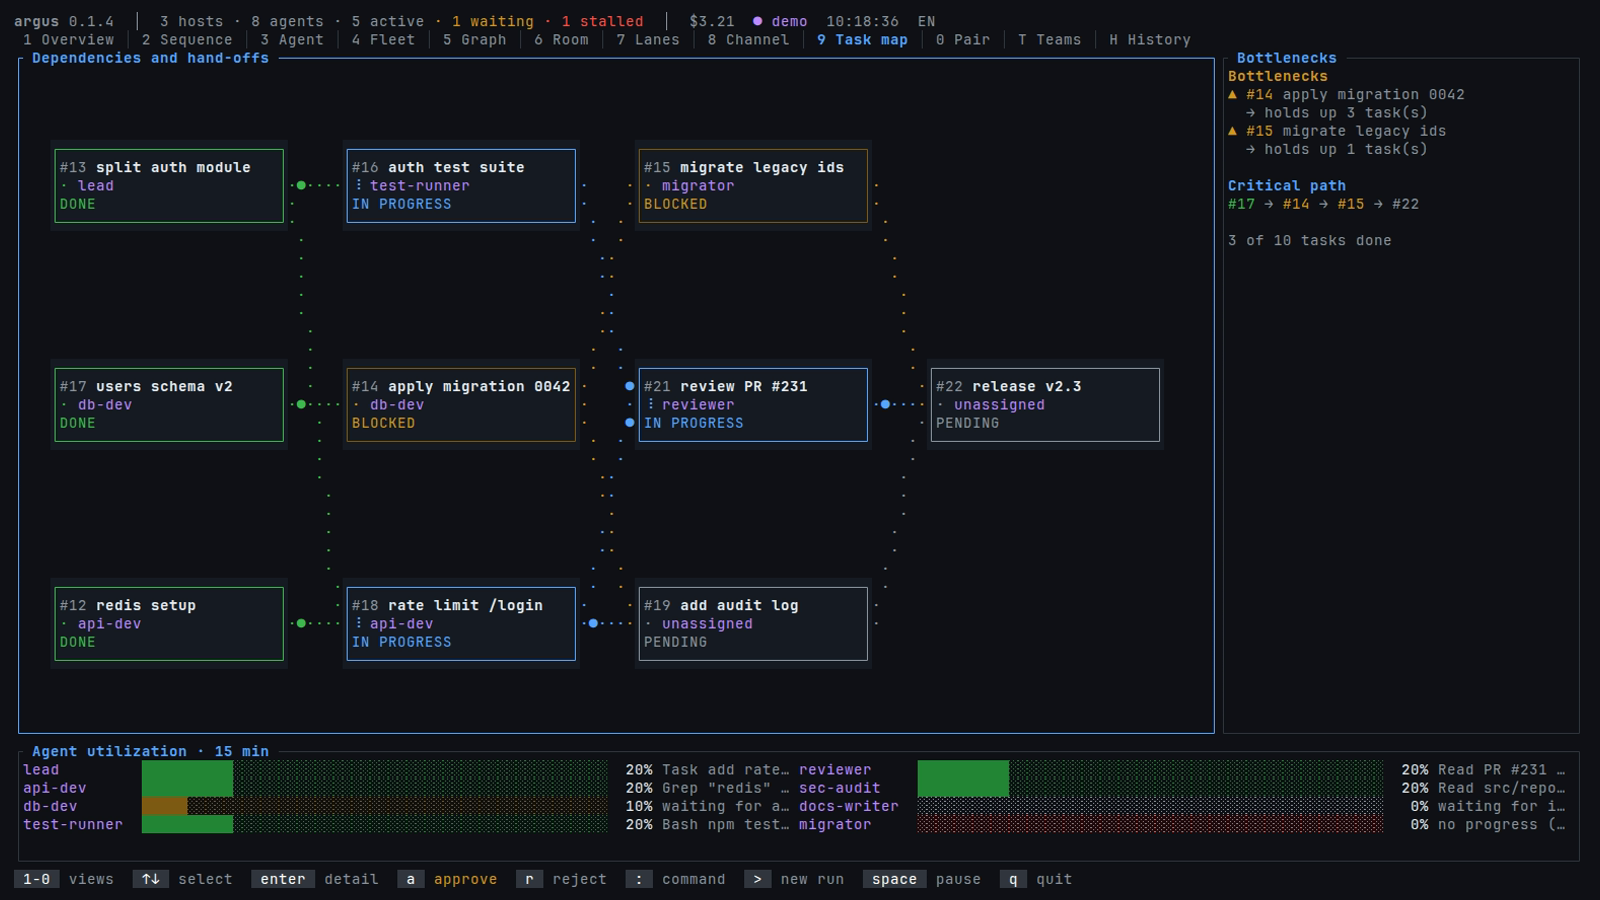 argus 0.1.4 │ 3 hosts · 8 agents · 5 active · 1 waiting · 1 stalled │ $3.21 ● demo 10:18:36 EN
1 Overview │ 2 Sequence │ 3 Agent │ 4 Fleet │ 5 Graph │ 6 Room │ 7 Lanes │ 8 Channel │ 9 Task map │ 0 Pair │ T Teams │ H History
Dependencies and hand-offs
#13 split auth module
· lead
DONE
#16 auth test suite
⠇ test-runner
IN PROGRESS
#15 migrate legacy ids
· migrator
BLOCKED
#17 users schema v2
· db-dev
DONE
#14 apply migration 0042
· db-dev
BLOCKED
#21 review PR #231
⠇ reviewer
IN PROGRESS
#22 release v2.3
· unassigned
PENDING
#12 redis setup
· api-dev
DONE
#18 rate limit /login
⠇ api-dev
IN PROGRESS
#19 add audit log
· unassigned
PENDING
Bottlenecks
Bottlenecks
▲ #14 apply migration 0042
→ holds up 3 task(s)
▲ #15 migrate legacy ids
→ holds up 1 task(s)
Critical path
#17 → #14 → #15 → #22
3 of 10 tasks done
Agent utilization · 15 min
lead 20% Task add rate…
api-dev 20% Grep "redis" …
db-dev 10% waiting for a…
test-runner 20% Bash npm test…
reviewer 20% Read PR #231 …
sec-audit 20% Read src/repo…
docs-writer 0% waiting for i…
migrator 0% no progress (…
1-0 views ↑↓ select enter detail a approve r reject : command > new run space pause q quit